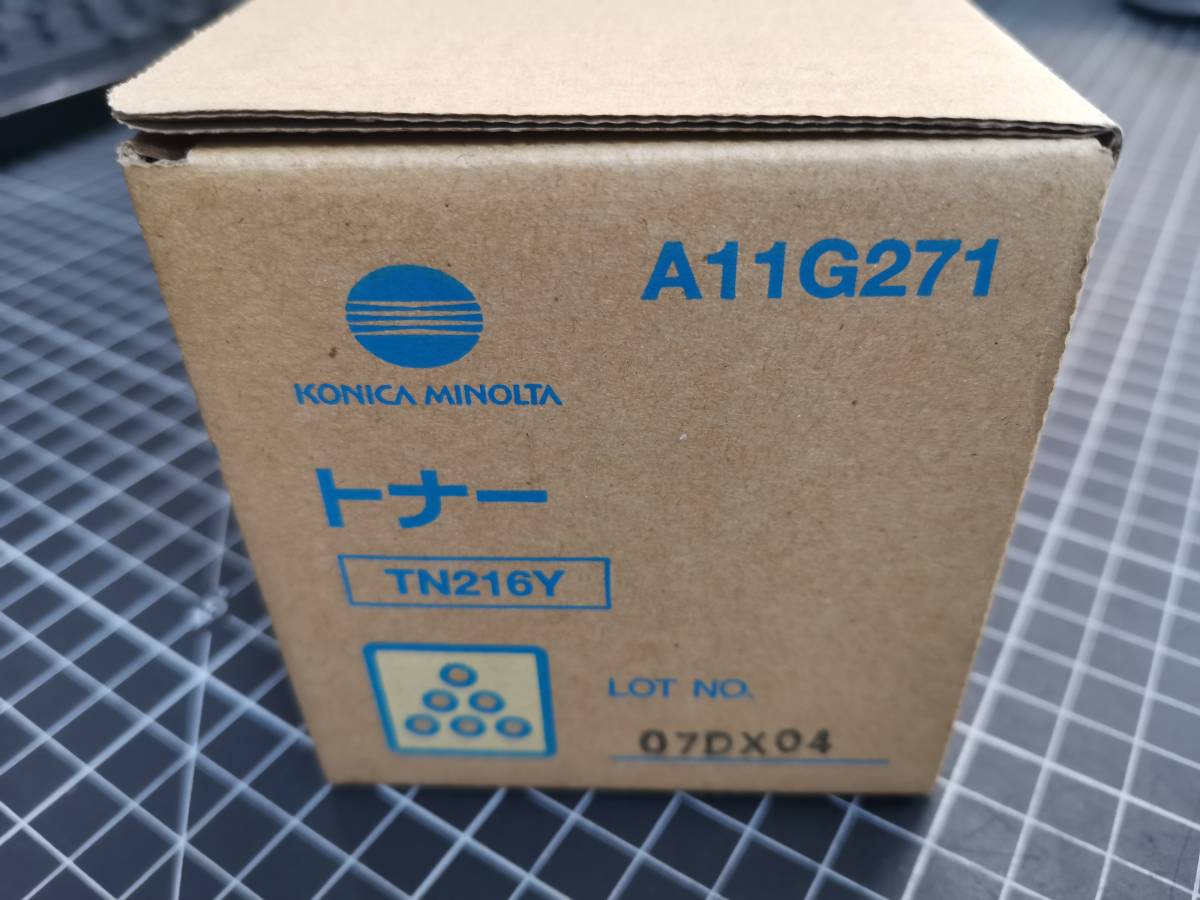 A11G271
KONICA MINOLTA
トナー
TN216Y
LOT NO.
07DX04